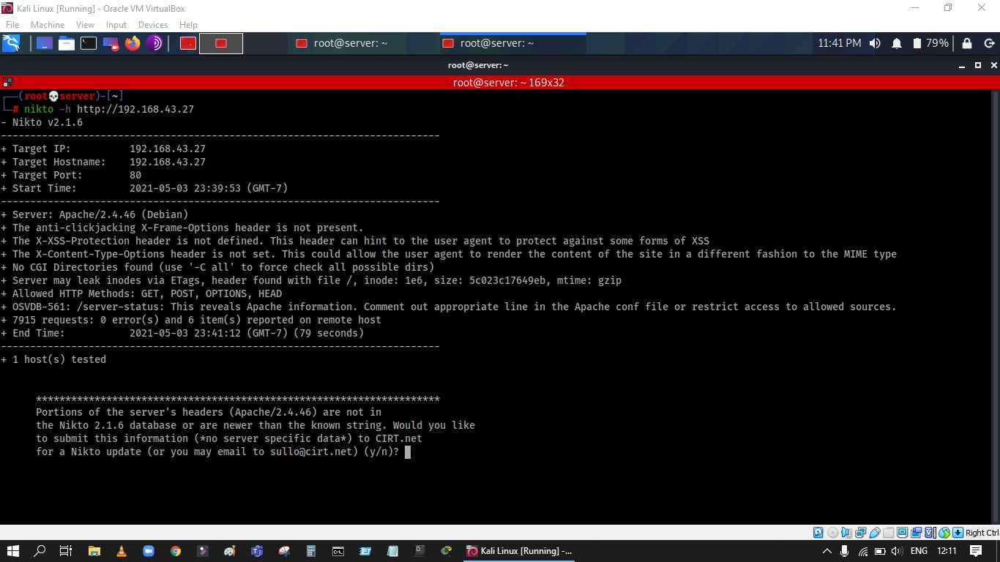 Kali Linux [Running] - Oracle VM VirtualBox
File Machine View Input Devices Help
root@server: ~ root@server: ~ 11:41 PM 79%
root@server: ~
root@server: ~ 169x32
(root💀server)-[~]
# nikto -h http://192.168.43.27
- Nikto v2.1.6
---------------------------------------------------------------------------
+ Target IP: 192.168.43.27
+ Target Hostname: 192.168.43.27
+ Target Port: 80
+ Start Time: 2021-05-03 23:39:53 (GMT-7)
---------------------------------------------------------------------------
+ Server: Apache/2.4.46 (Debian)
+ The anti-clickjacking X-Frame-Options header is not present.
+ The X-XSS-Protection header is not defined. This header can hint to the user agent to protect against some forms of XSS
+ The X-Content-Type-Options header is not set. This could allow the user agent to render the content of the site in a different fashion to the MIME type
+ No CGI Directories found (use '-C all' to force check all possible dirs)
+ Server may leak inodes via ETags, header found with file /, inode: 1e6, size: 5c023c17649eb, mtime: gzip
+ Allowed HTTP Methods: GET, POST, OPTIONS, HEAD
+ OSVDB-561: /server-status: This reveals Apache information. Comment out appropriate line in the Apache conf file or restrict access to allowed sources.
+ 7915 requests: 0 error(s) and 6 item(s) reported on remote host
+ End Time: 2021-05-03 23:41:12 (GMT-7) (79 seconds)
---------------------------------------------------------------------------
+ 1 host(s) tested
*********************************************************************
Portions of the server's headers (Apache/2.4.46) are not in
the Nikto 2.1.6 database or are newer than the known string. Would you like
to submit this information (*no server specific data*) to CIRT.net
for a Nikto update (or you may email to sullo@cirt.net) (y/n)?
Right Ctrl
Kali Linux [Running] -... ENG 12:11